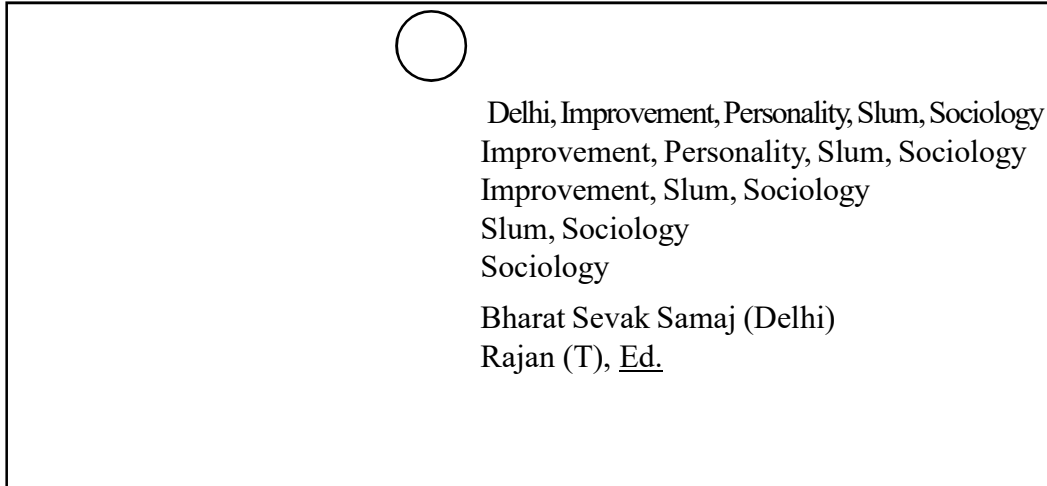 Delhi, Improvement, Personality, Slum, Sociology
Improvement, Personality, Slum, Sociology
Improvement, Slum, Sociology
Slum, Sociology
Sociology
Bharat Sevak Samaj (Delhi)
Rajan (T), Ed.